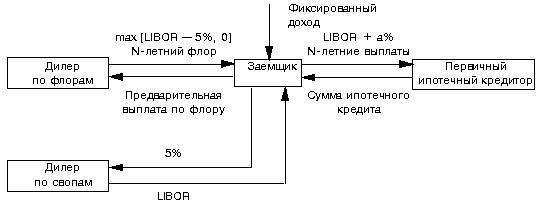 Фиксированный
доход
max [LIBOR — 5%, 0]
N-летний флор
LIBOR + a%
N-летние выплаты
Дилер
по флорам
Заемщик
Первичный
ипотечный кредитор
Предварительная
выплата по флору
Сумма ипотечного
кредита
5%
Дилер
по свопам
LIBOR